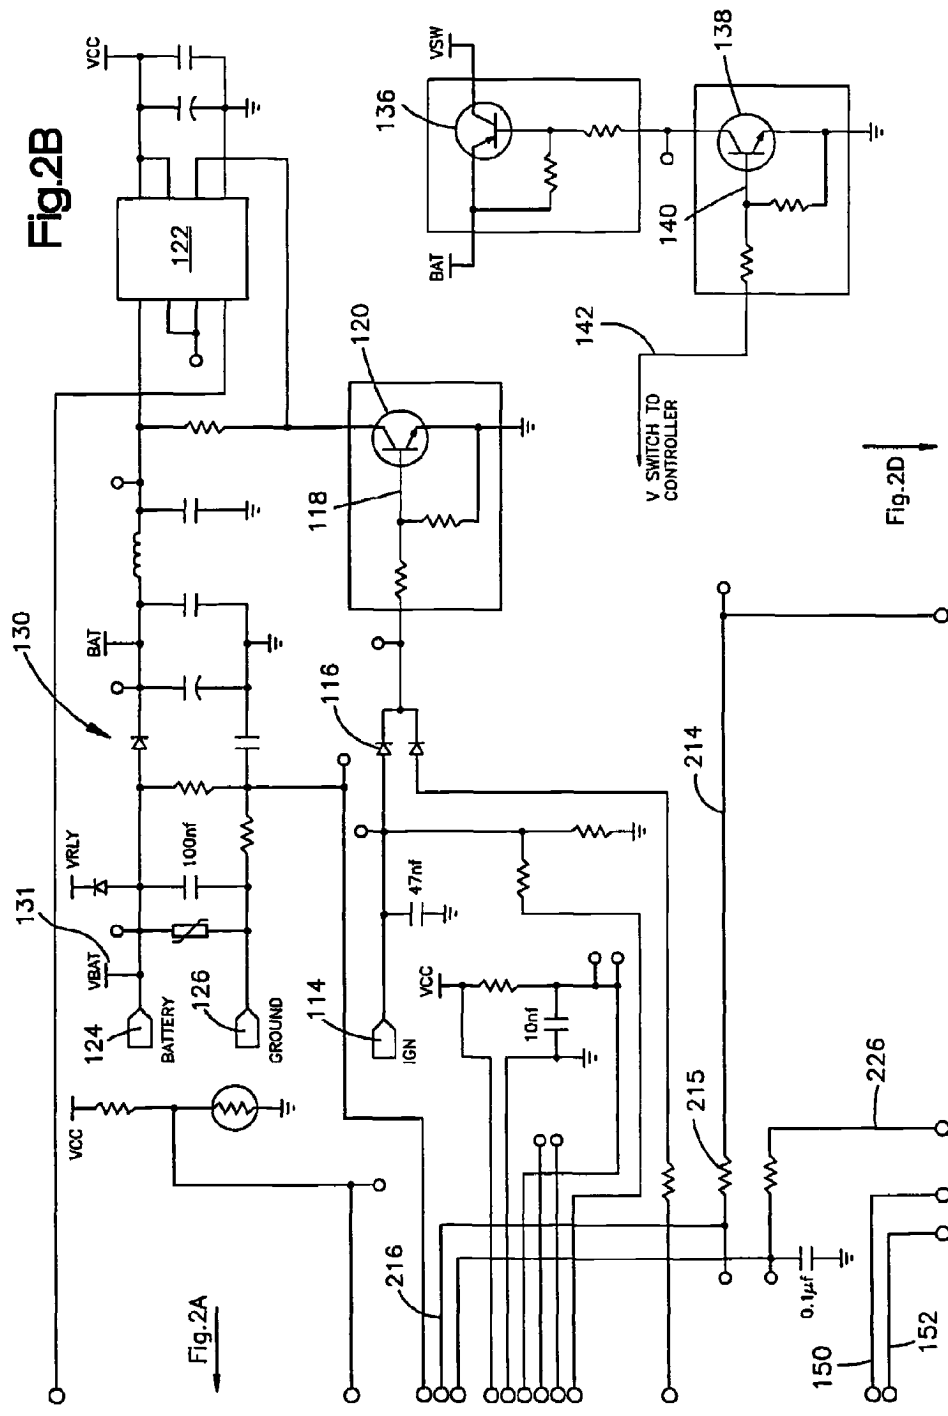 Fig.2B
VCC
122
130
BAT
VRLY
131
VBAT
100nf
124
BATTERY
126
GROUND
VCC
Fig.2A
VSW
136
BAT
138
140
142
V SWITCH TO
CONTROLLER
Fig.2D
120
118
116
114
IGN
47nf
VCC
10nf
214
215
216
226
0.1µf
150
152